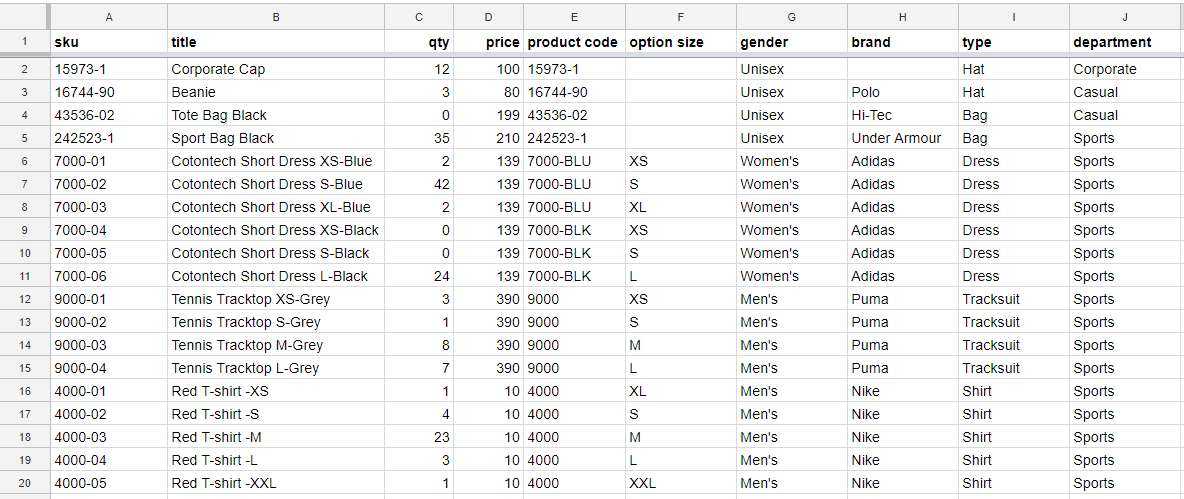 A B C D E F G H I J
1 sku title qty price product code option size gender brand type department
2 15973-1 Corporate Cap 12 100 15973-1 Unisex Hat Corporate
3 16744-90 Beanie 3 80 16744-90 Unisex Polo Hat Casual
4 43536-02 Tote Bag Black 0 199 43536-02 Unisex Hi-Tec Bag Casual
5 242523-1 Sport Bag Black 35 210 242523-1 Unisex Under Armour Bag Sports
6 7000-01 Cotontech Short Dress XS-Blue 2 139 7000-BLU XS Women's Adidas Dress Sports
7 7000-02 Cotontech Short Dress S-Blue 42 139 7000-BLU S Women's Adidas Dress Sports
8 7000-03 Cotontech Short Dress XL-Blue 2 139 7000-BLU XL Women's Adidas Dress Sports
9 7000-04 Cotontech Short Dress XS-Black 0 139 7000-BLK XS Women's Adidas Dress Sports
10 7000-05 Cotontech Short Dress S-Black 0 139 7000-BLK S Women's Adidas Dress Sports
11 7000-06 Cotontech Short Dress L-Black 24 139 7000-BLK L Women's Adidas Dress Sports
12 9000-01 Tennis Tracktop XS-Grey 3 390 9000 XS Men's Puma Tracksuit Sports
13 9000-02 Tennis Tracktop S-Grey 1 390 9000 S Men's Puma Tracksuit Sports
14 9000-03 Tennis Tracktop M-Grey 8 390 9000 M Men's Puma Tracksuit Sports
15 9000-04 Tennis Tracktop L-Grey 7 390 9000 L Men's Puma Tracksuit Sports
16 4000-01 Red T-shirt -XS 1 10 4000 XL Men's Nike Shirt Sports
17 4000-02 Red T-shirt -S 4 10 4000 S Men's Nike Shirt Sports
18 4000-03 Red T-shirt -M 23 10 4000 M Men's Nike Shirt Sports
19 4000-04 Red T-shirt -L 3 10 4000 L Men's Nike Shirt Sports
20 4000-05 Red T-shirt -XXL 1 10 4000 XXL Men's Nike Shirt Sports